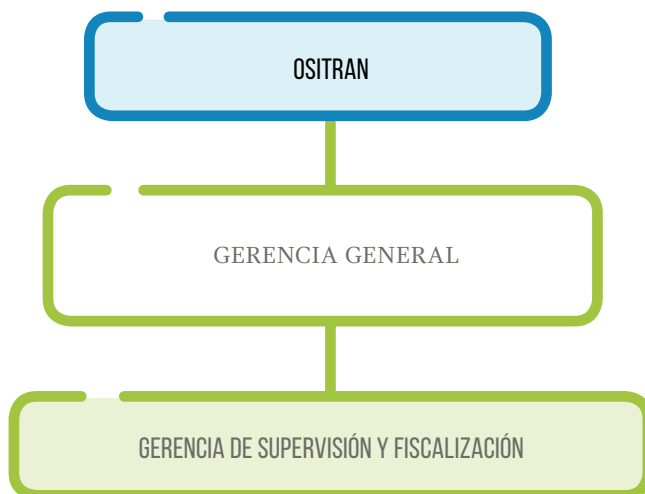 OSITRAN
GERENCIA GENERAL
GERENCIA DE SUPERVISIÓN Y FISCALIZACIÓN